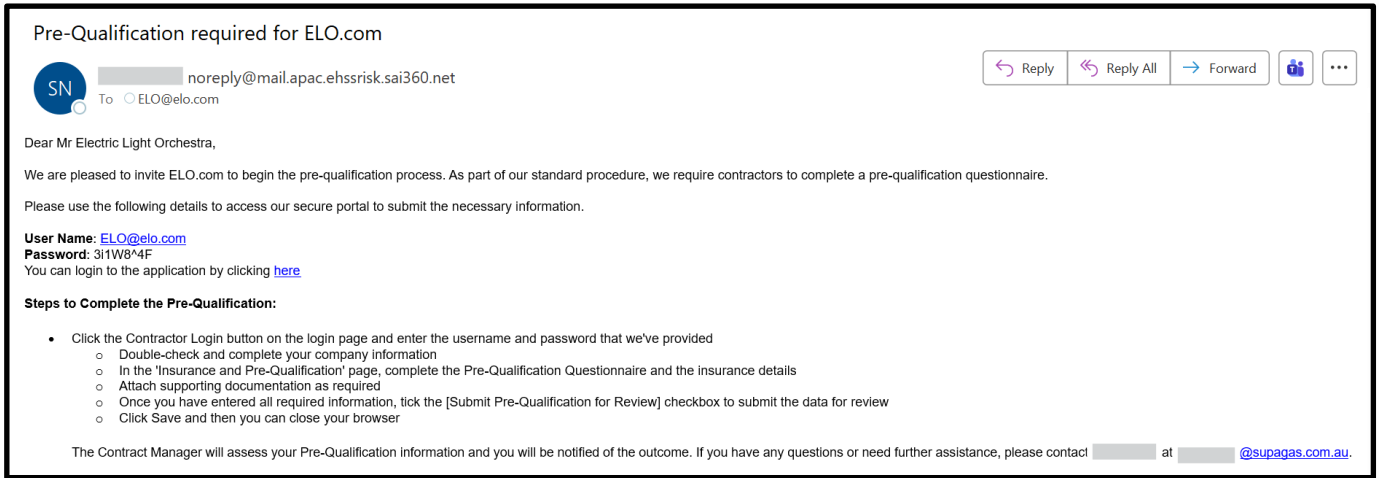 Pre-Qualification required for ELO.com
SN
noreply@mail.apac.ehssrisk.sai360.net
To ELO@elo.com
Reply
Reply All
Forward
Dear Mr Electric Light Orchestra,
We are pleased to invite ELO.com to begin the pre-qualification process. As part of our standard procedure, we require contractors to complete a pre-qualification questionnaire.
Please use the following details to access our secure portal to submit the necessary information.
User Name: ELO@elo.com
Password: 3i1W8^4F
You can login to the application by clicking here
Steps to Complete the Pre-Qualification:
• Click the Contractor Login button on the login page and enter the username and password that we've provided
o Double-check and complete your company information
o In the 'Insurance and Pre-Qualification' page, complete the Pre-Qualification Questionnaire and the insurance details
o Attach supporting documentation as required
o Once you have entered all required information, tick the [Submit Pre-Qualification for Review] checkbox to submit the data for review
o Click Save and then you can close your browser
The Contract Manager will assess your Pre-Qualification information and you will be notified of the outcome. If you have any questions or need further assistance, please contact at @supagas.com.au.